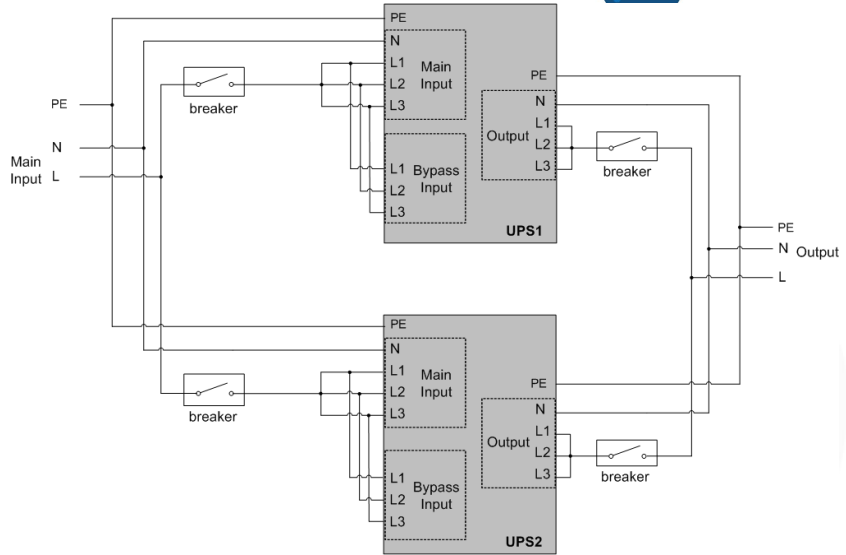 PE
N
L1
L2
L3
Main
Input
L1
L2
L3
Bypass
Input
PE
N
L1
L2
L3
Output
UPS1
breaker
breaker
PE
N
L
Main
Input
PE
N
L
Output
PE
N
L1
L2
L3
Main
Input
L1
L2
L3
Bypass
Input
PE
N
L1
L2
L3
Output
UPS2
breaker
breaker